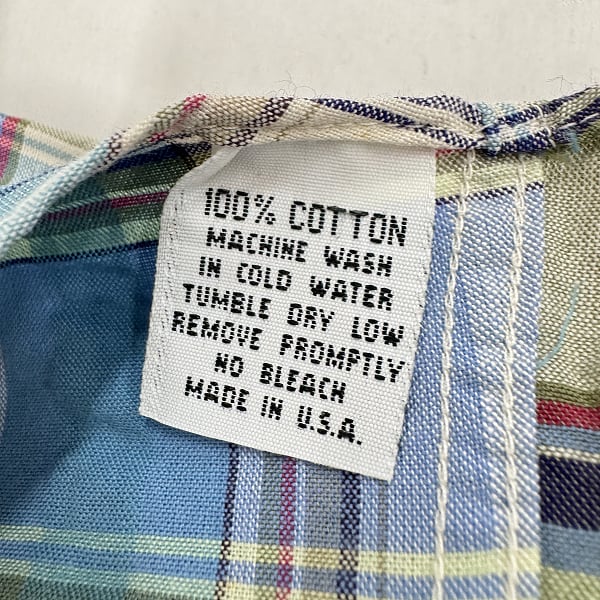 100% COTTON
MACHINE WASH
IN COLD WATER
TUMBLE DRY LOW
REMOVE PROMPTLY
NO BLEACH
MADE IN U.S.A.